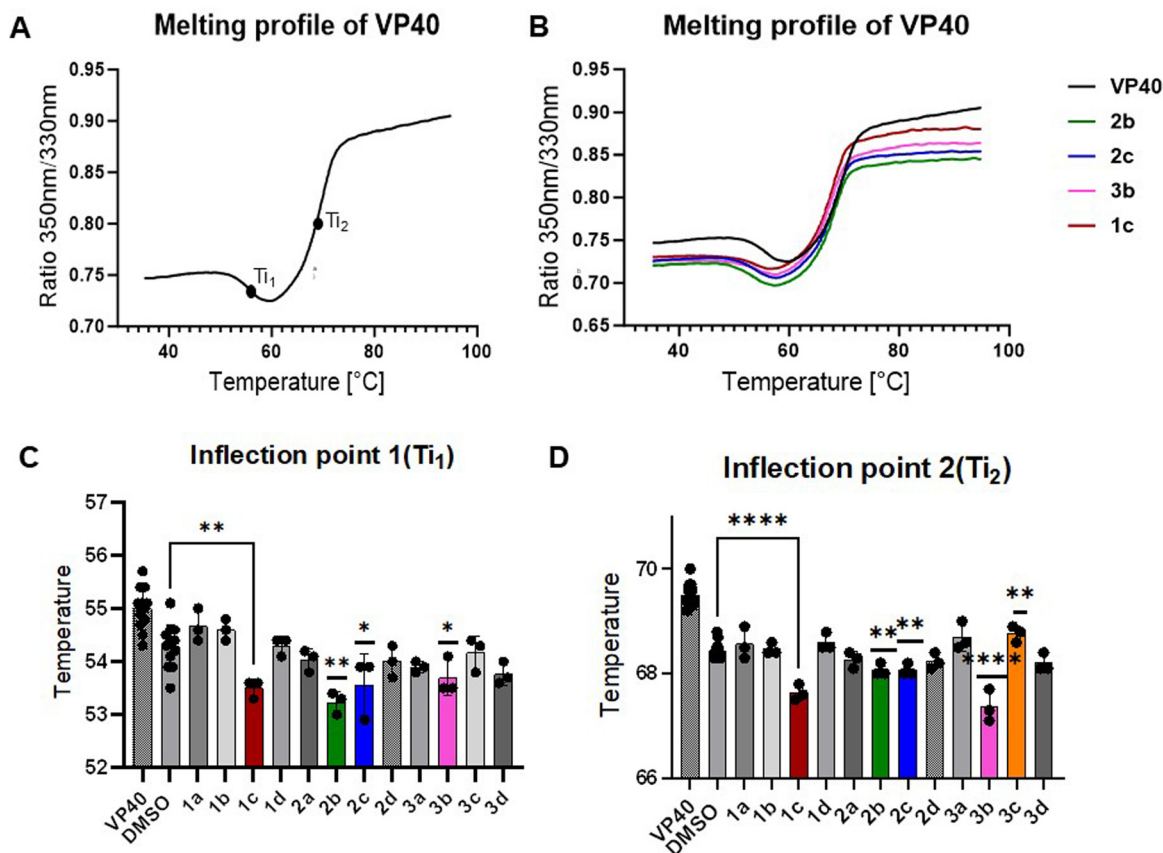 A
Melting profile of VP40
Ratio 350nm/330nm
0.95
0.90
0.85
0.80
0.75
0.70
Ti₁
Ti₂
40
60
80
100
Temperature [°C]
B
Melting profile of VP40
Ratio 350nm/330nm
0.95
0.90
0.85
0.80
0.75
0.70
0.65
40
60
80
100
Temperature [°C]
VP40
2b
2c
3b
1c
C
Inflection point 1(Ti₁)
Temperature
57
56
55
54
53
52
**
**
*
*
VP40
DMSO
1a
1b
1c
1d
2a
2b
2c
2d
3a
3b
3c
3d
D
Inflection point 2(Ti₂)
Temperature
70
68
66
****
**
**
****
**
VP40
DMSO
1a
1b
1c
1d
2a
2b
2c
2d
3a
3b
3c
3d